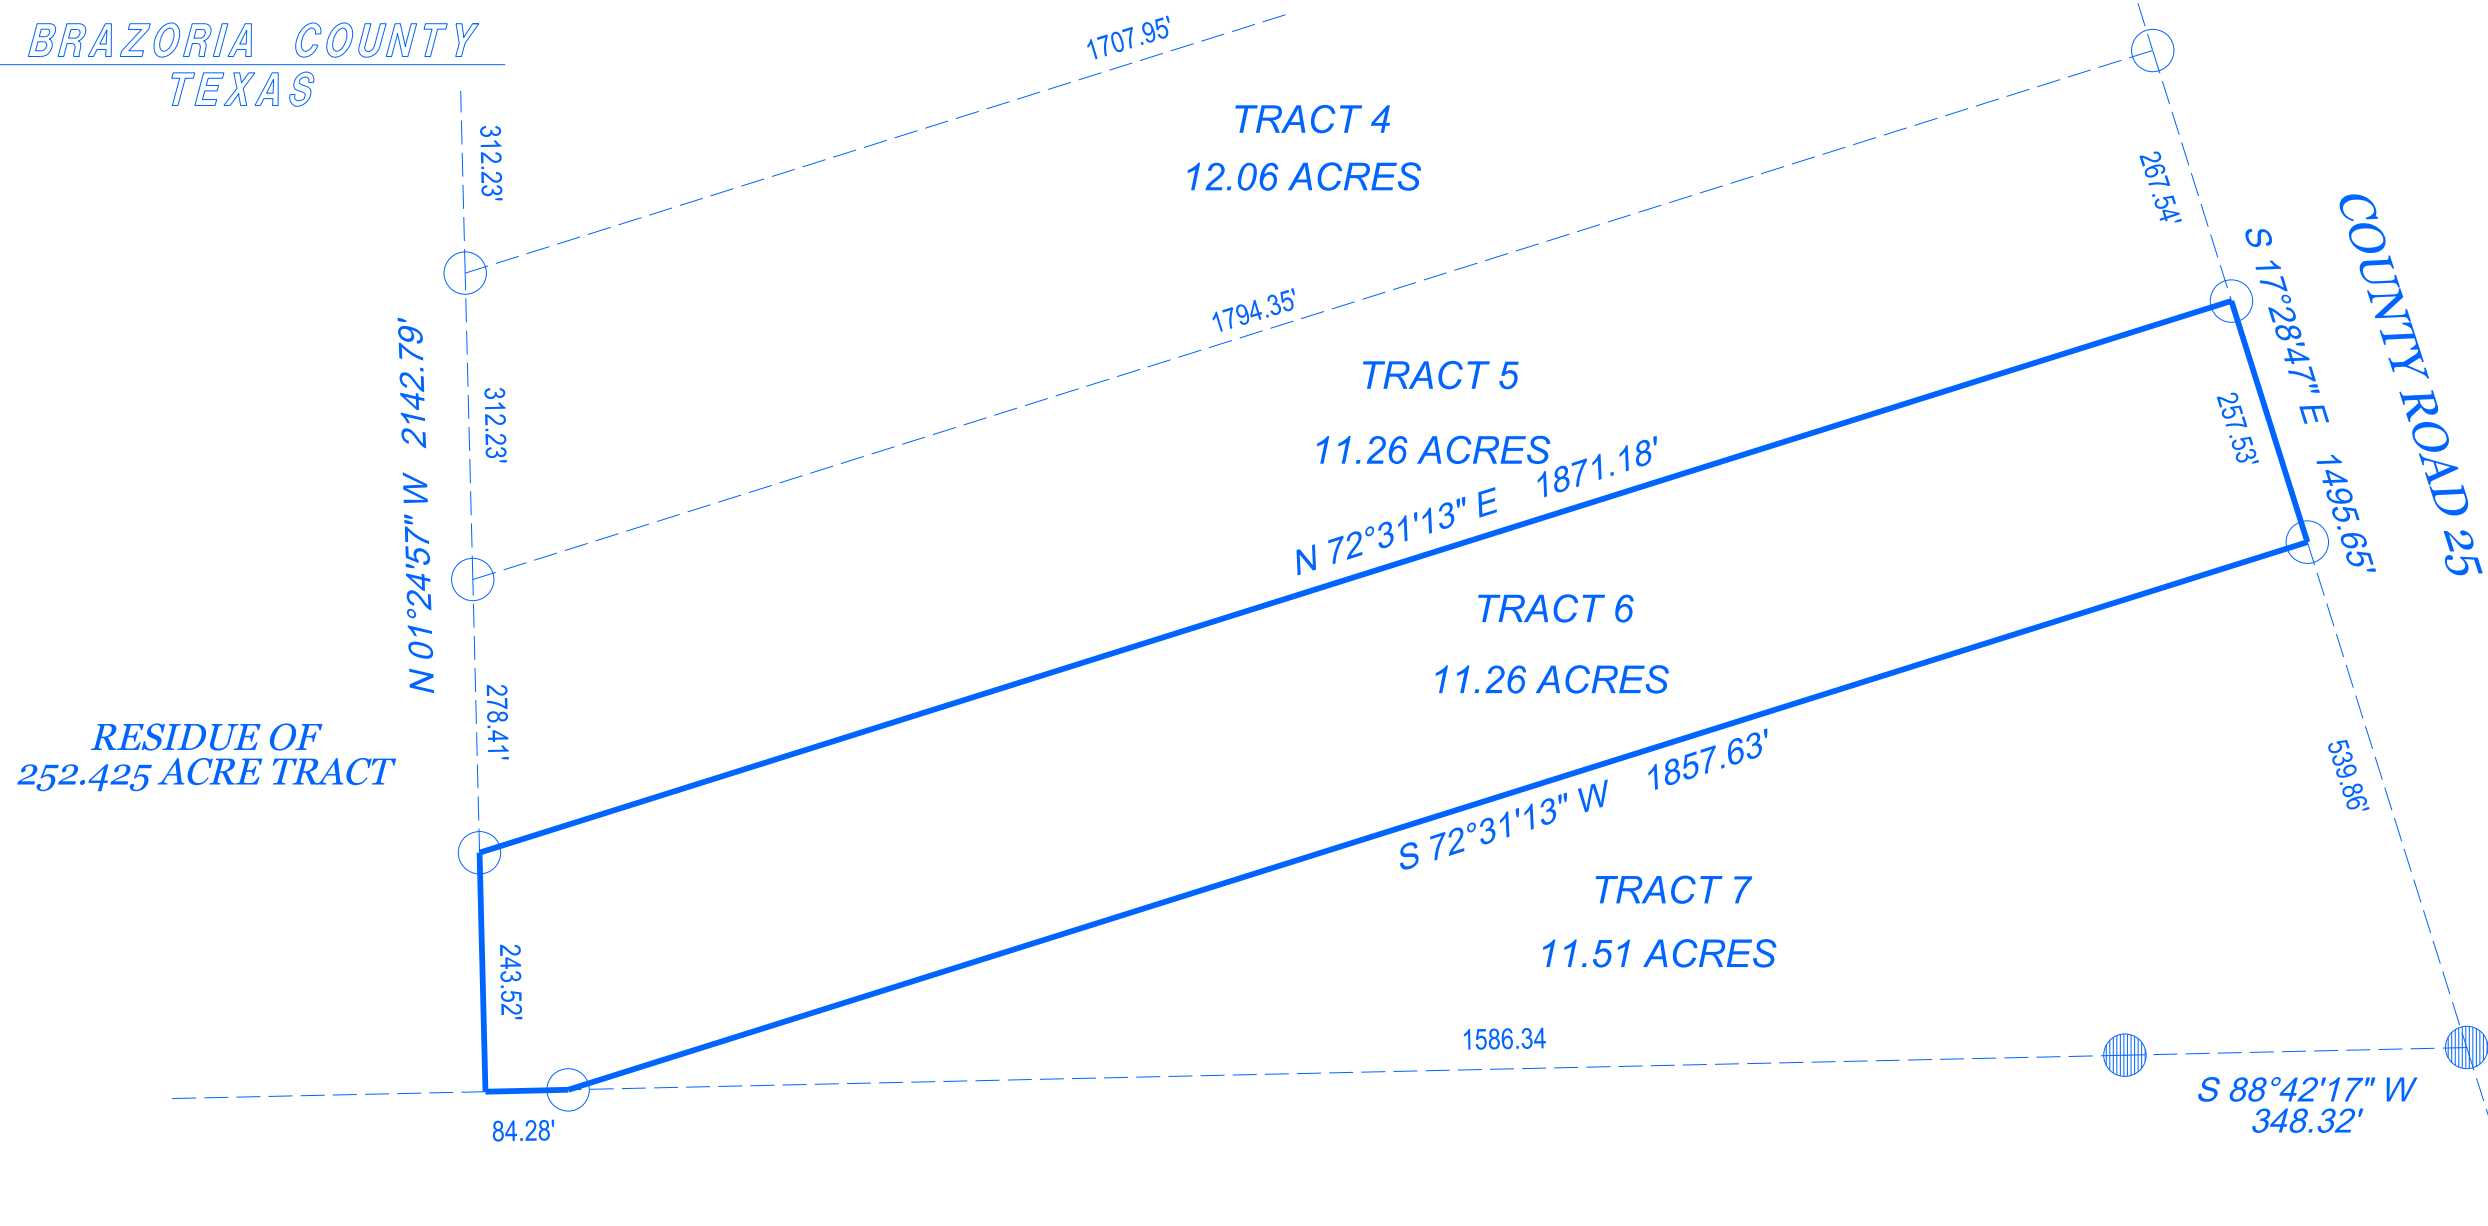 BRAZORIA COUNTY
TEXAS
1707.95'
312.23'
TRACT 4
12.06 ACRES
267.54'
S 17°28'47" E 1495.65'
COUNTY ROAD 25
1794.35'
N 01°24'57" W 2142.79'
312.23'
TRACT 5
11.26 ACRES
257.53'
N 72°31'13" E 1871.18'
TRACT 6
11.26 ACRES
278.41'
RESIDUE OF
252.425 ACRE TRACT
S 72°31'13" W 1857.63'
539.86'
TRACT 7
11.51 ACRES
243.52'
1586.34
84.28'
S 88°42'17" W
348.32'